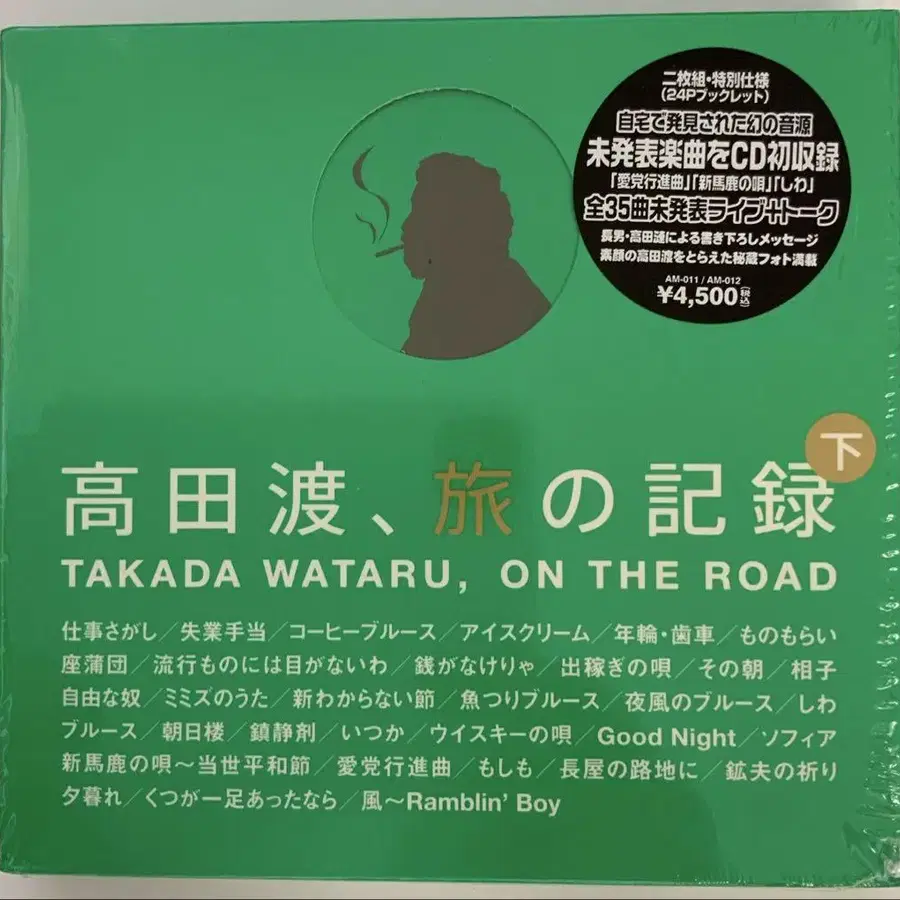 二枚組・特別仕様
(24Pブックレット)
自宅で発見された幻の音源
未発表楽曲をCD初収録
「愛党行進曲」「新馬鹿の唄」「しわ」
全35曲未発表ライブ+トーク
長男・高田漣による書き下ろしメッセージ
素顔の高田渡をとらえた秘蔵フォト満載
AM-011 / AM-012
¥4,500(税込)
下
高田渡、旅の記録
TAKADA WATARU, ON THE ROAD
仕事さがし/失業手当/コーヒーブルース/アイスクリーム/年輪・歯車/ものもらい
座蒲団/流行ものには目がないわ/銭がなけりゃ/出稼ぎの唄/その朝/相子
自由な奴/ミミズのうた/新わからない節/魚つりブルース/夜風のブルース/しわ
ブルース/朝日楼/鎮静剤/いつか/ウイスキーの唄/Good Night/ソフィア
新馬鹿の唄〜当世平和節/愛党行進曲/もしも/長屋の路地に/鉱夫の祈り
夕暮れ/くつが一足あったなら/風〜Ramblin' Boy